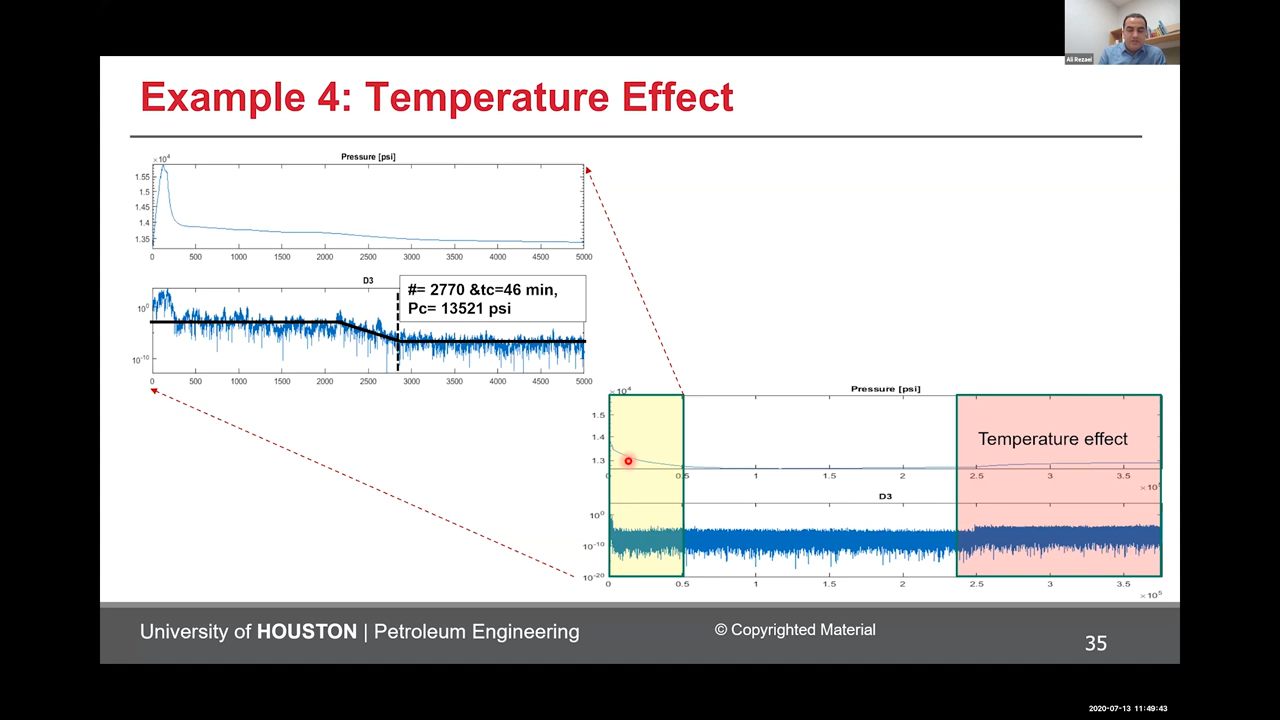 Ali Rezaei
Example 4: Temperature Effect
Pressure [psi]
×10⁴
1.55
1.5
1.45
1.4
1.35
0 500 1000 1500 2000 2500 3000 3500 4000 4500 5000
D3
#= 2770 &tc=46 min,
Pc= 13521 psi
10⁰
10⁻¹⁰
0 500 1000 1500 2000 2500 3000 3500 4000 4500 5000
Pressure [psi]
×10⁴
1.5
1.4
1.3
Temperature effect
0 0.5 1 1.5 2 2.5 3 3.5
D3
10⁰
10⁻¹⁰
10⁻²⁰
0 0.5 1 1.5 2 2.5 3 3.5
×10⁵
University of HOUSTON | Petroleum Engineering
© Copyrighted Material
35
2020-07-13 11:49:43